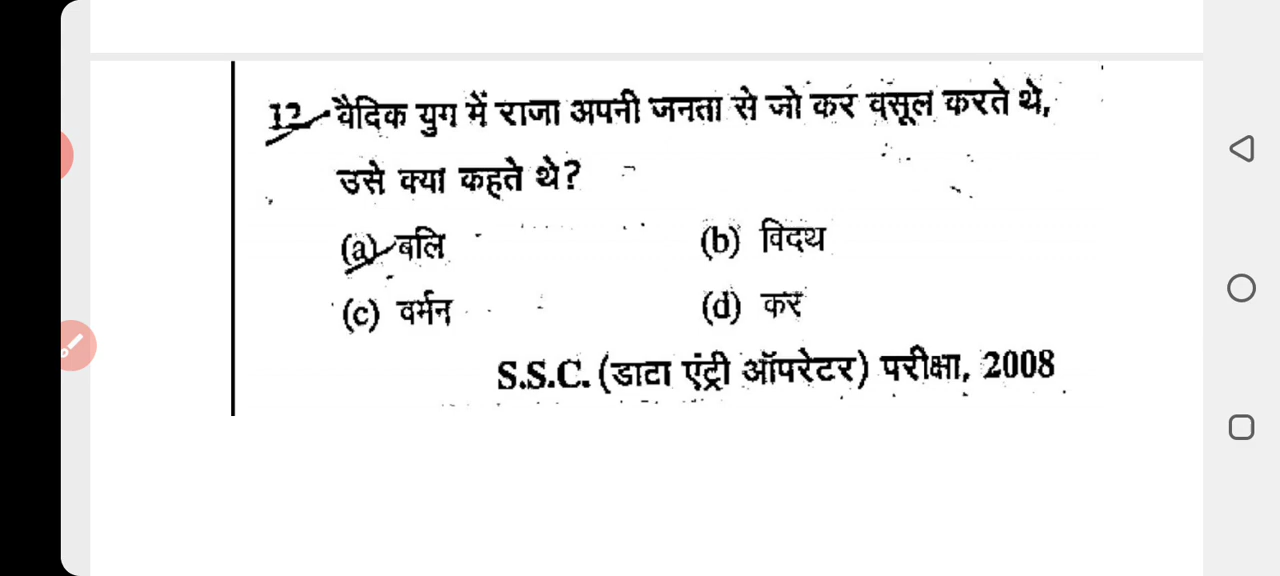 12. वैदिक युग में राजा अपनी जनता से जो कर वसूल करते थे,
उसे क्या कहते थे?
(a) बलि (b) विदथ
(c) वर्मन (d) कर
S.S.C. (डाटा एंट्री ऑपरेटर) परीक्षा, 2008